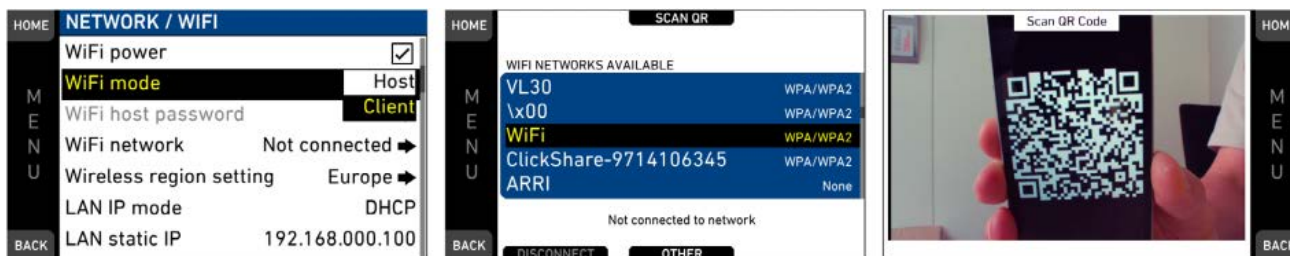 HOME
NETWORK / WIFI
WiFi power
WiFi mode
Host
Client
WiFi host password
WiFi network Not connected
Wireless region setting Europe
LAN IP mode DHCP
LAN static IP 192.168.000.100
MENU
BACK
HOME
SCAN QR
WIFI NETWORKS AVAILABLE
VL30 WPA/WPA2
\x00 WPA/WPA2
WiFi WPA/WPA2
ClickShare-9714106345 WPA/WPA2
ARRI None
Not connected to network
MENU
BACK
DISCONNECT OTHER
Scan QR Code
HOM
MENU
BAC